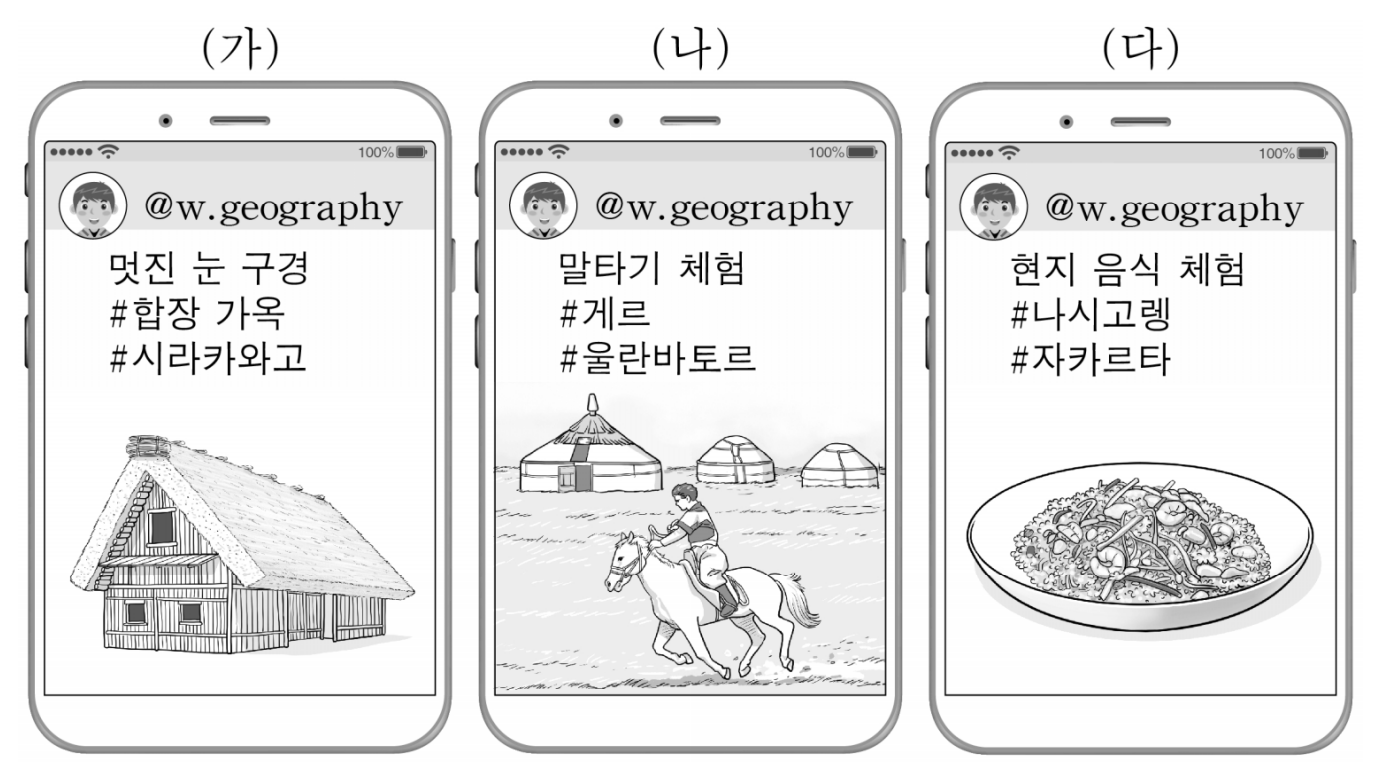 (가)
100%
@w.geography
멋진 눈 구경
#합장 가옥
#시라카와고
(나)
100%
@w.geography
말타기 체험
#게르
#울란바토르
(다)
100%
@w.geography
현지 음식 체험
#나시고렝
#자카르타